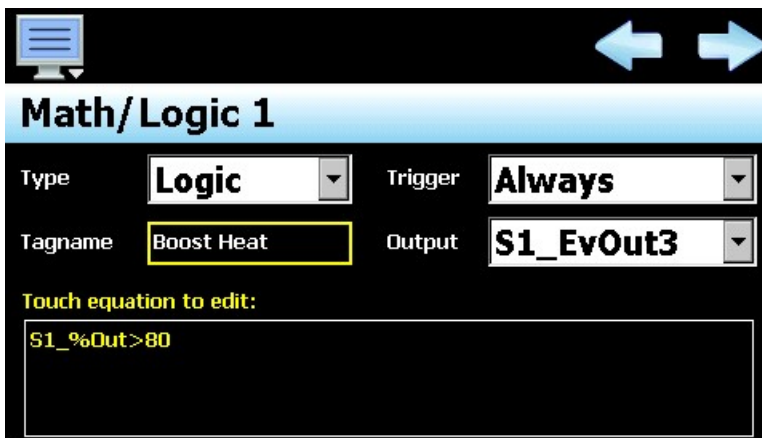 Math/Logic 1
Type Logic Trigger Always
Tagname Boost Heat Output S1_EvOut3
Touch equation to edit:
S1_%Out>80